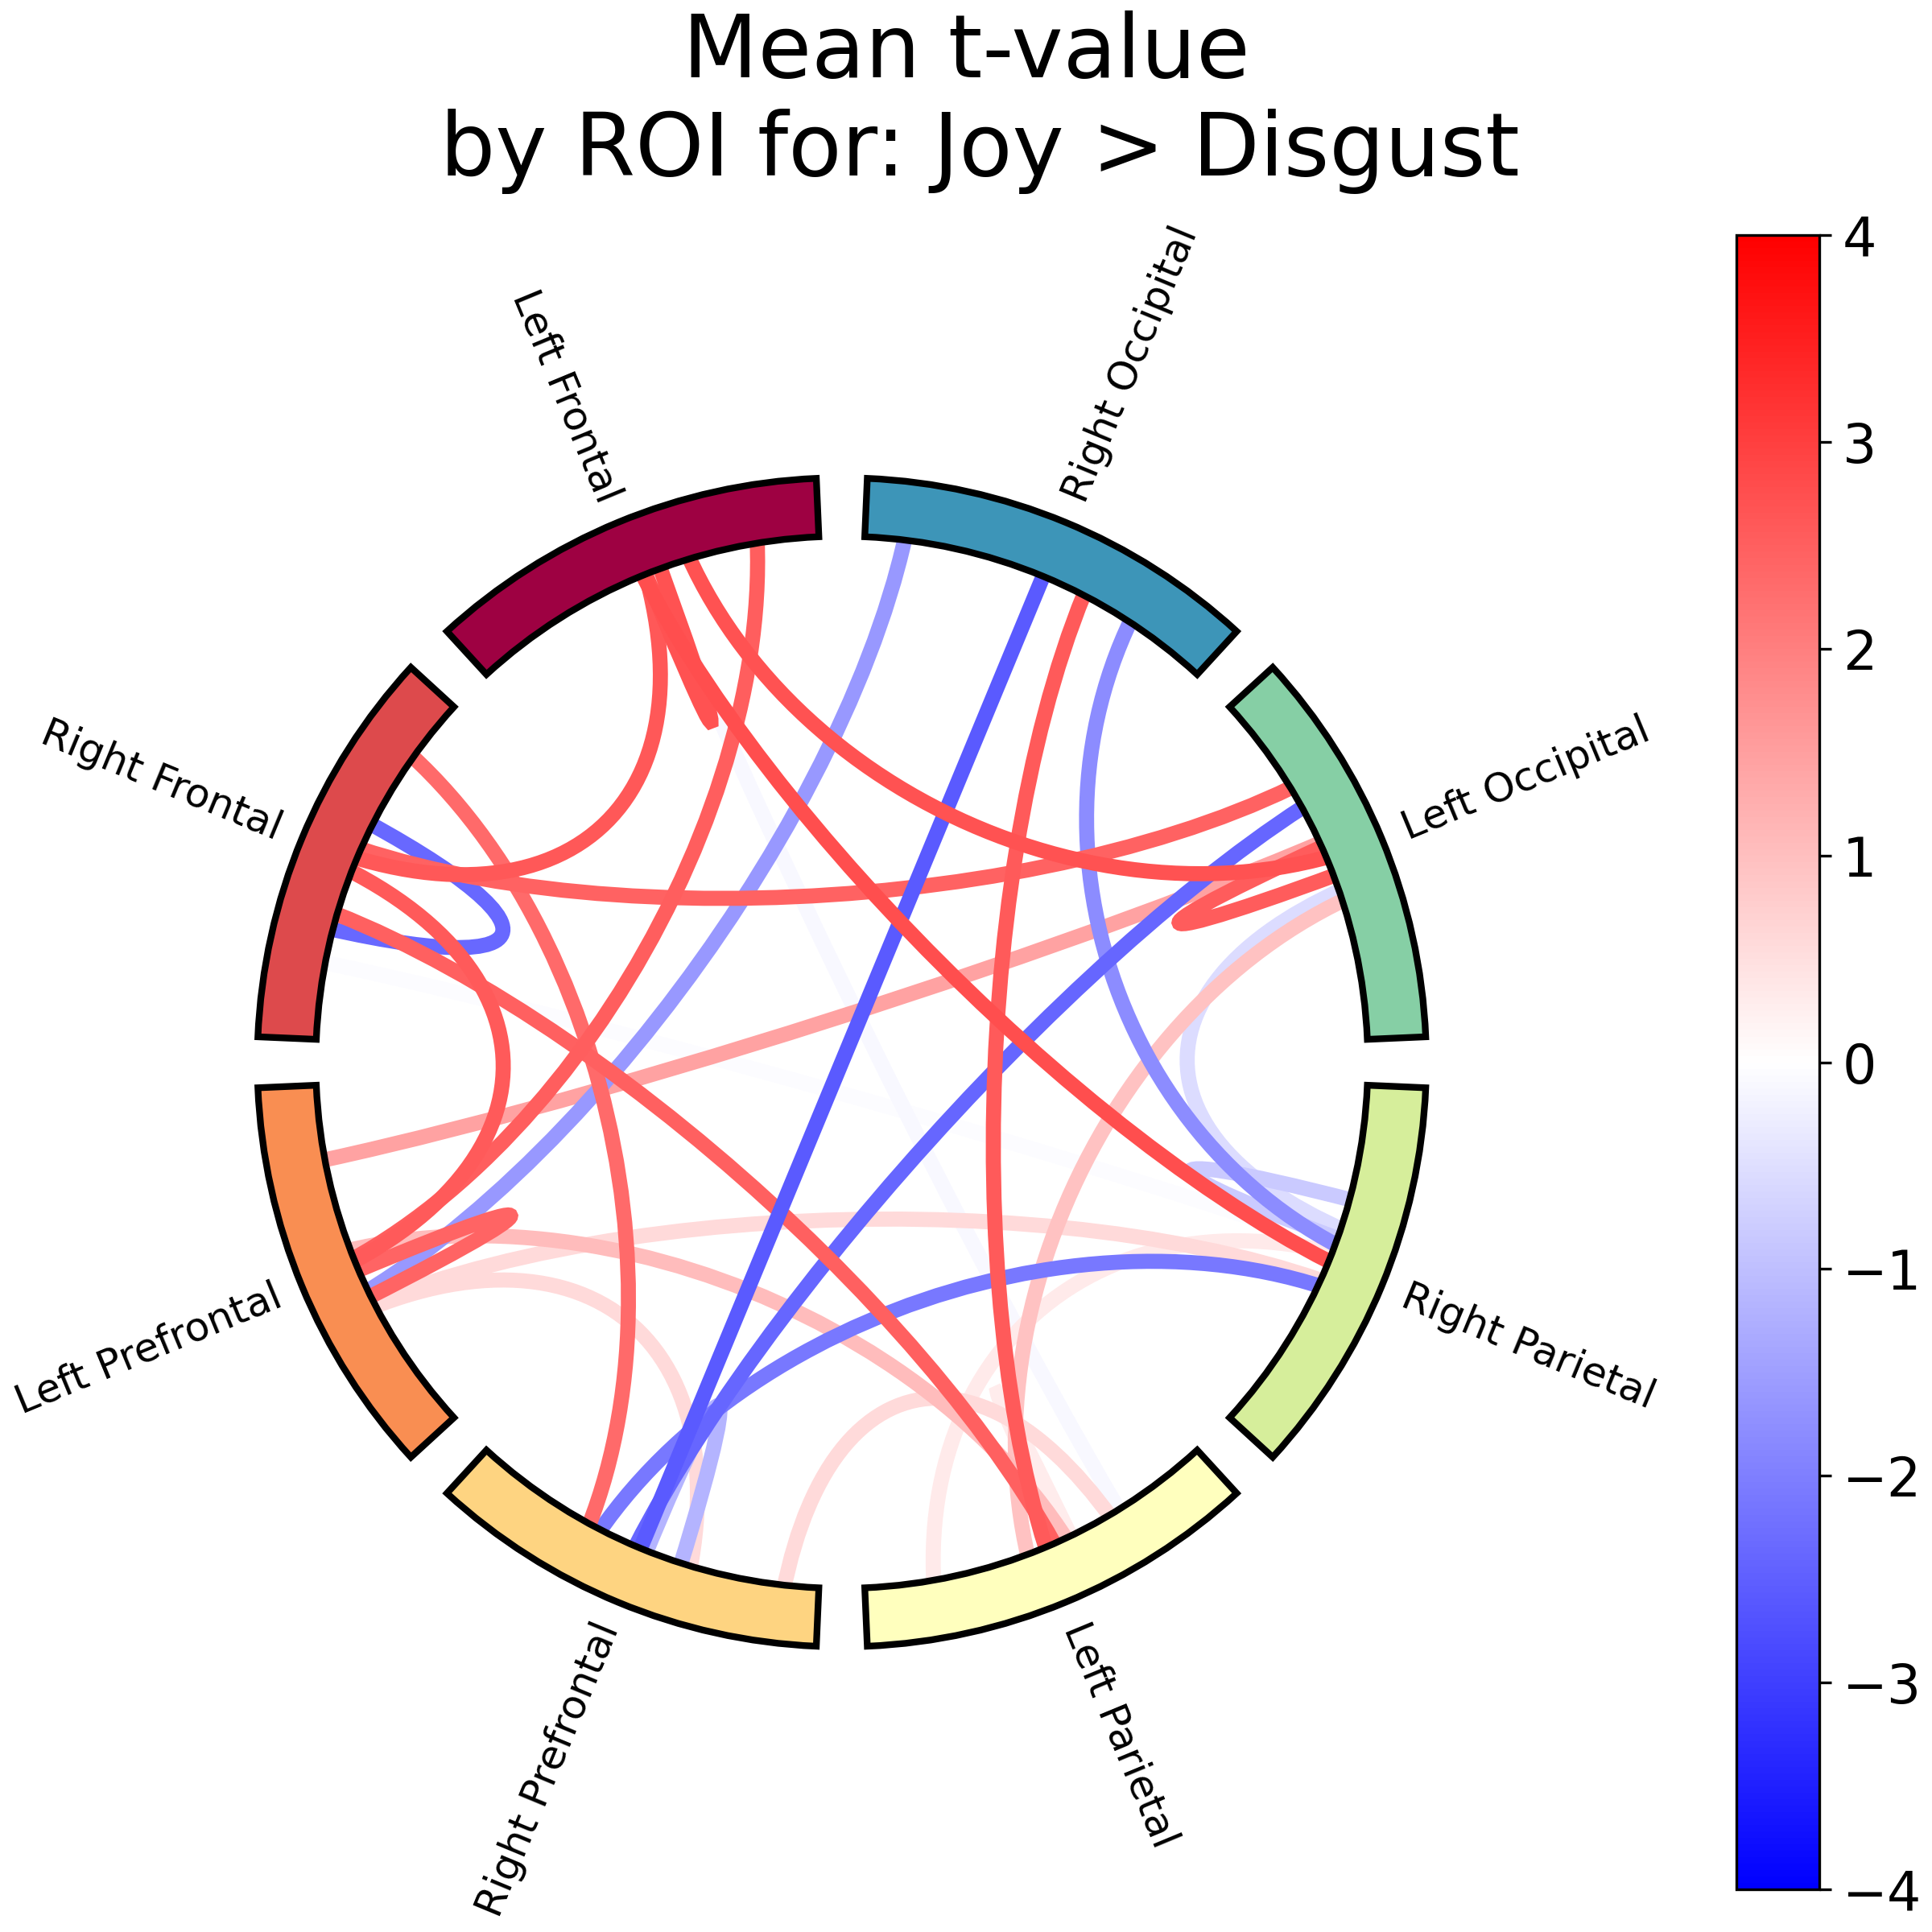 Mean t-value
by ROI for: Joy > Disgust
Left Frontal
Right Occipital
Right Frontal
Left Occipital
Left Prefrontal
Right Parietal
Right Prefrontal
Left Parietal
4
3
2
1
0
−1
−2
−3
−4